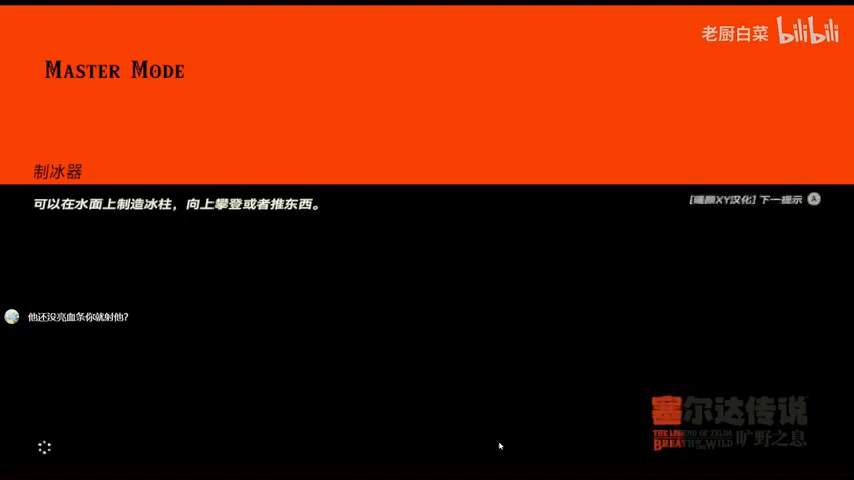 老厨白菜 bilibili
MASTER MODE
制冰器
可以在水面上制造冰柱，向上攀登或者推东西。
XY汉化] 下一提示 A
他还没亮血条你就射他?
塞尔达传说
THE LEGEND OF ZELDA
BREATH OF THE WILD 旷野之息